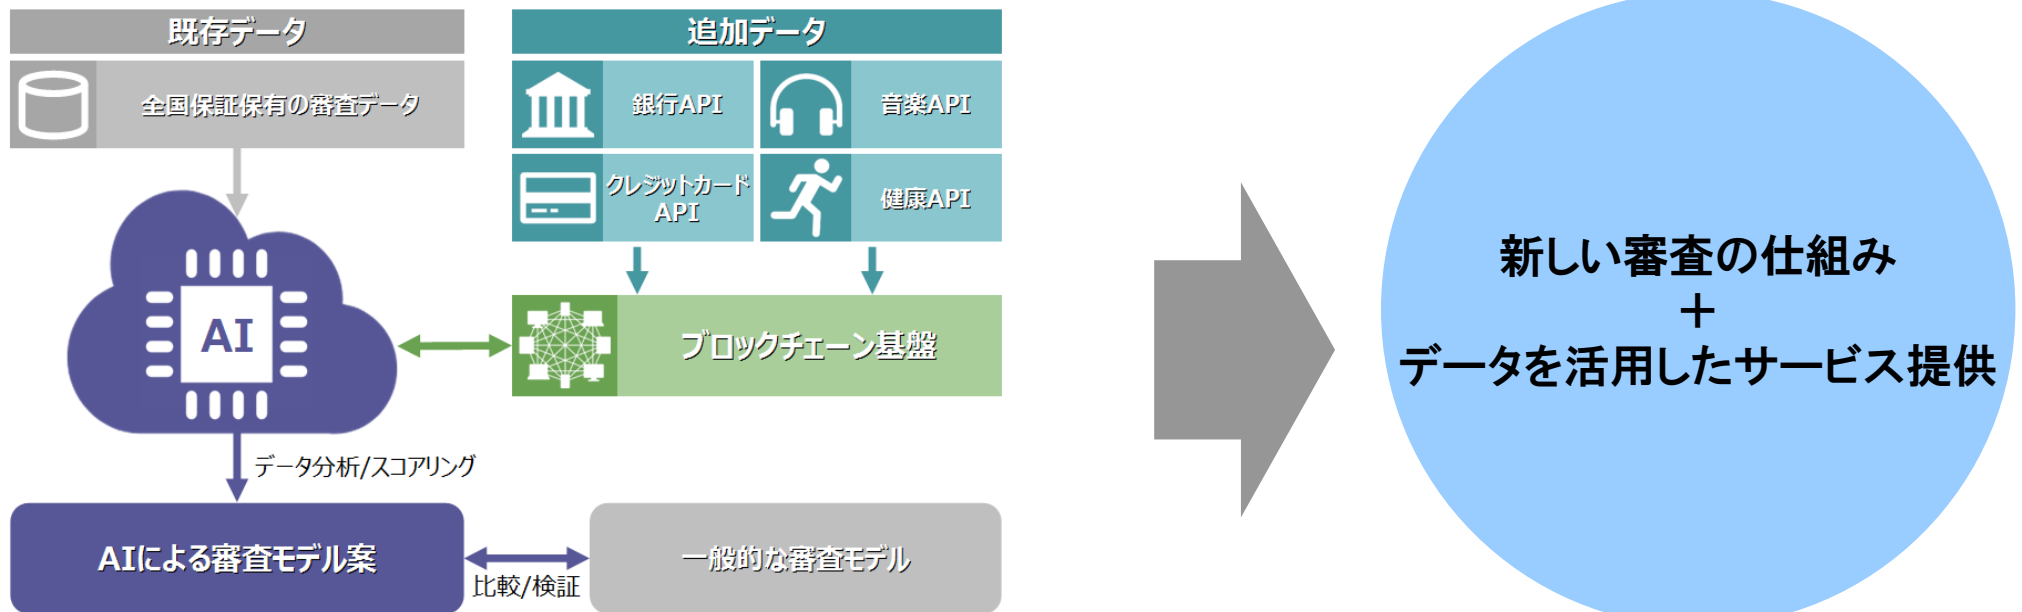 既存データ
全国保証保有の審査データ
追加データ
銀行API
音楽API
クレジットカード
API
健康API
AI
ブロックチェーン基盤
データ分析/スコアリング
AIによる審査モデル案
比較/検証
一般的な審査モデル
新しい審査の仕組み
+
データを活用したサービス提供